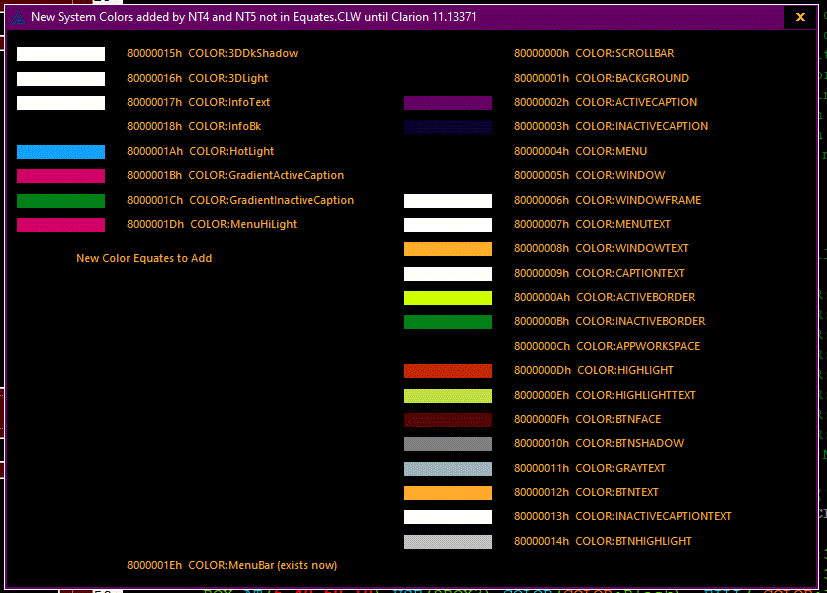 New System Colors added by NT4 and NT5 not in Equates.CLW until Clarion 11.13371
80000015h COLOR:3DDkShadow
80000016h COLOR:3DLight
80000017h COLOR:InfoText
80000018h COLOR:InfoBk
8000001Ah COLOR:HotLight
8000001Bh COLOR:GradientActiveCaption
8000001Ch COLOR:GradientInactiveCaption
8000001Dh COLOR:MenuHiLight
New Color Equates to Add
8000001Eh COLOR:MenuBar (exists now)
80000000h COLOR:SCROLLBAR
80000001h COLOR:BACKGROUND
80000002h COLOR:ACTIVECAPTION
80000003h COLOR:INACTIVECAPTION
80000004h COLOR:MENU
80000005h COLOR:WINDOW
80000006h COLOR:WINDOWFRAME
80000007h COLOR:MENUTEXT
80000008h COLOR:WINDOWTEXT
80000009h COLOR:CAPTIONTEXT
8000000Ah COLOR:ACTIVEBORDER
8000000Bh COLOR:INACTIVEBORDER
8000000Ch COLOR:APPWORKSPACE
8000000Dh COLOR:HIGHLIGHT
8000000Eh COLOR:HIGHLIGHTTEXT
8000000Fh COLOR:BTNFACE
80000010h COLOR:BTNSHADOW
80000011h COLOR:GRAYTEXT
80000012h COLOR:BTNTEXT
80000013h COLOR:INACTIVECAPTIONTEXT
80000014h COLOR:BTNHIGHLIGHT